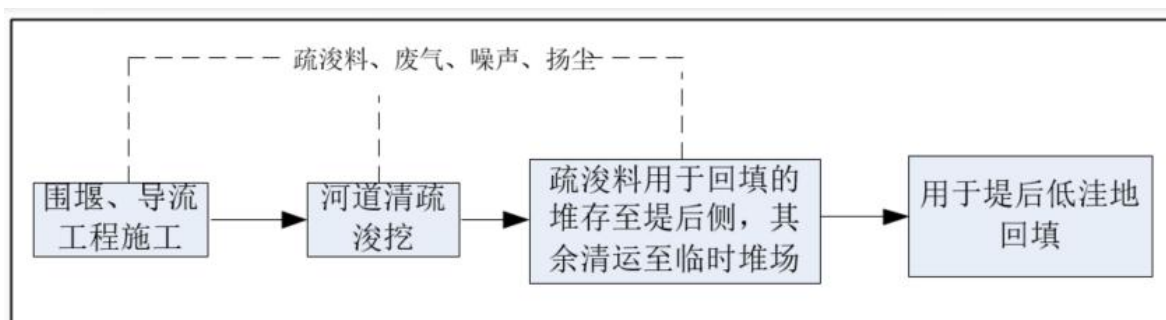 疏浚料、废气、噪声、扬尘
围堰、导流
工程施工
河道清疏
浚挖
疏浚料用于回填的
堆存至堤后侧，其
余清运至临时堆场
用于堤后低洼地
回填